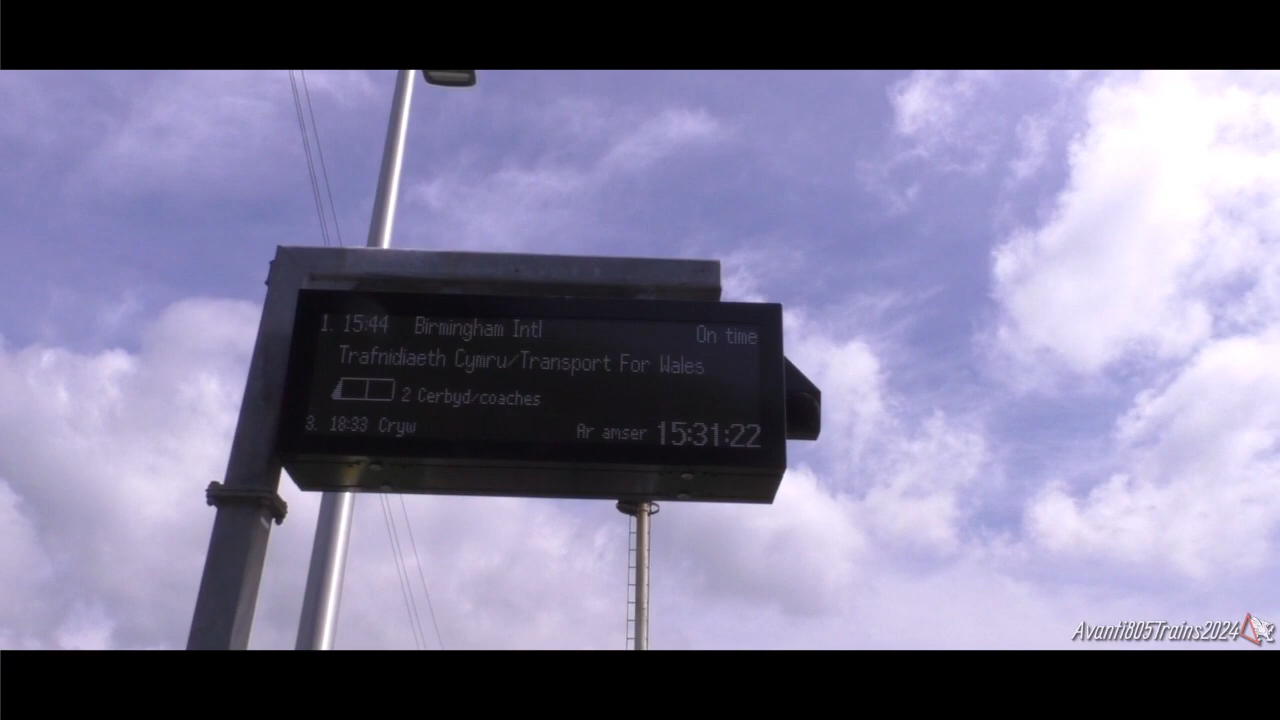 1. 15:44 Birmingham Intl On time
Trafnidiaeth Cymru/Transport For Wales
2 Cerbyd/coaches
3. 18:33 Cryw Ar amser 15:31:22
Avanti805Trains2024